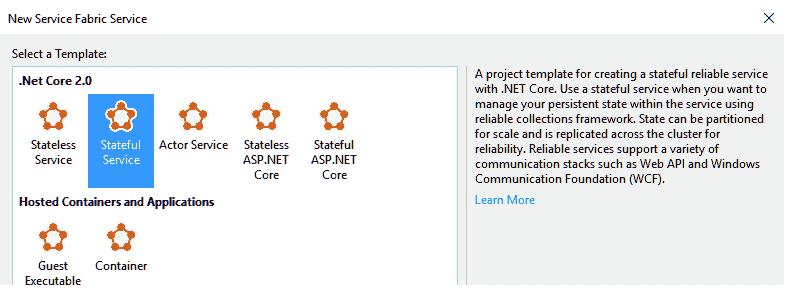 New Service Fabric Service
Select a Template:
.Net Core 2.0
Stateless Service
Stateful Service
Actor Service
Stateless ASP.NET Core
Stateful ASP.NET Core
Hosted Containers and Applications
Guest Executable
Container
A project template for creating a stateful reliable service
with .NET Core. Use a stateful service when you want to
manage your persistent state within the service using
reliable collections framework. State can be partitioned
for scale and is replicated across the cluster for
reliability. Reliable services support a variety of
communication stacks such as Web API and Windows
Communication Foundation (WCF).
Learn More